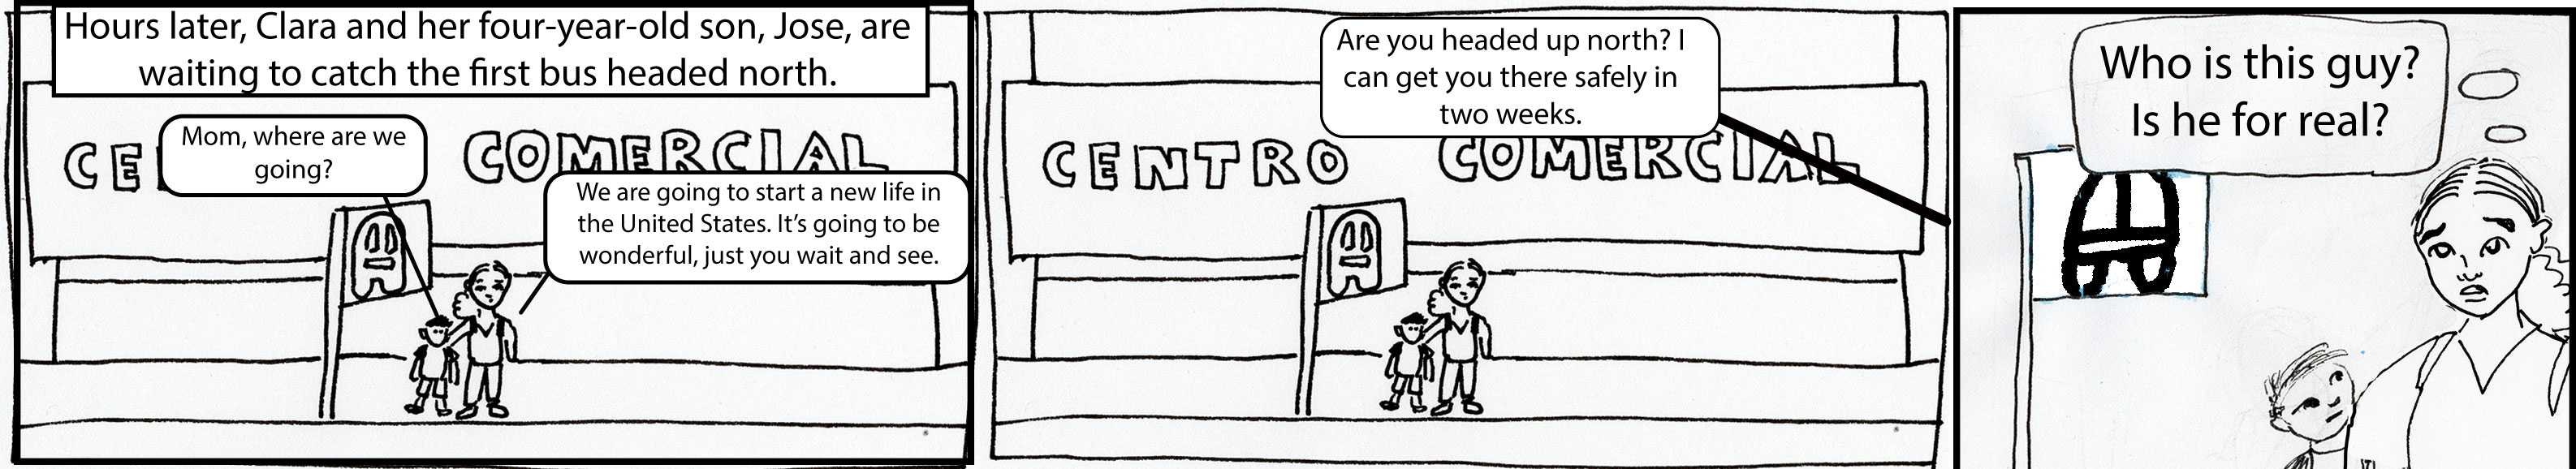 Hours later, Clara and her four-year-old son, Jose, are
waiting to catch the first bus headed north.
Mom, where are we
going?
CE COMERCIAL
We are going to start a new life in
the United States. It's going to be
wonderful, just you wait and see.
Are you headed up north? I
can get you there safely in
two weeks.
CENTRO COMERCIAL
Who is this guy?
Is he for real?